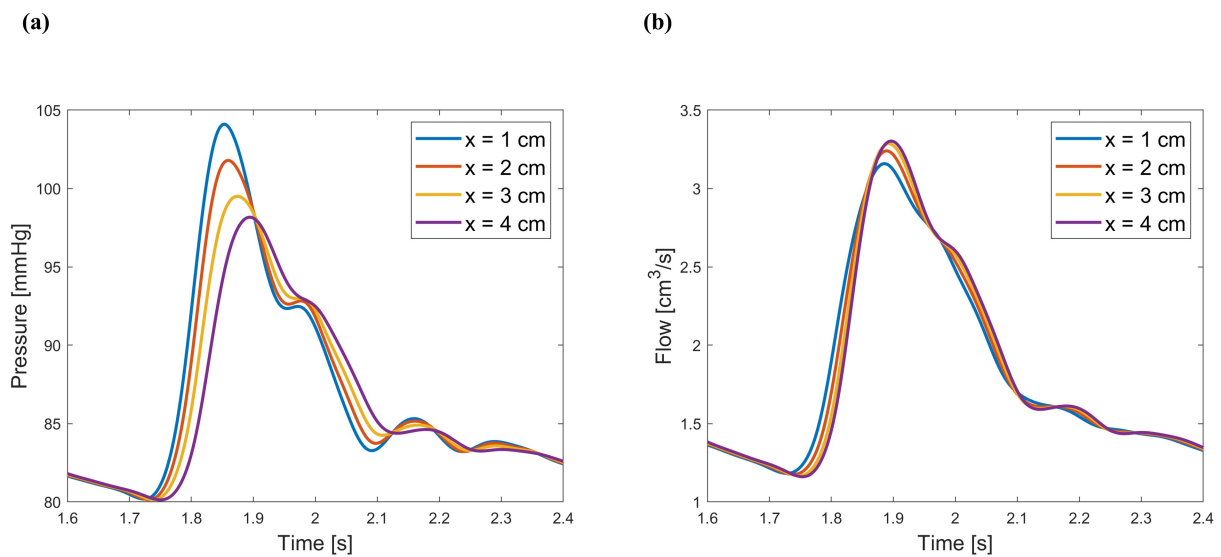 (a)
105
100
95
90
85
80
1.6
1.7
1.8
1.9
2
2.1
2.2
2.3
2.4
Pressure [mmHg]
Time [s]
x = 1 cm
x = 2 cm
x = 3 cm
x = 4 cm
(b)
3.5
3
2.5
2
1.5
1
1.6
1.7
1.8
1.9
2
2.1
2.2
2.3
2.4
Flow [cm³/s]
Time [s]
x = 1 cm
x = 2 cm
x = 3 cm
x = 4 cm